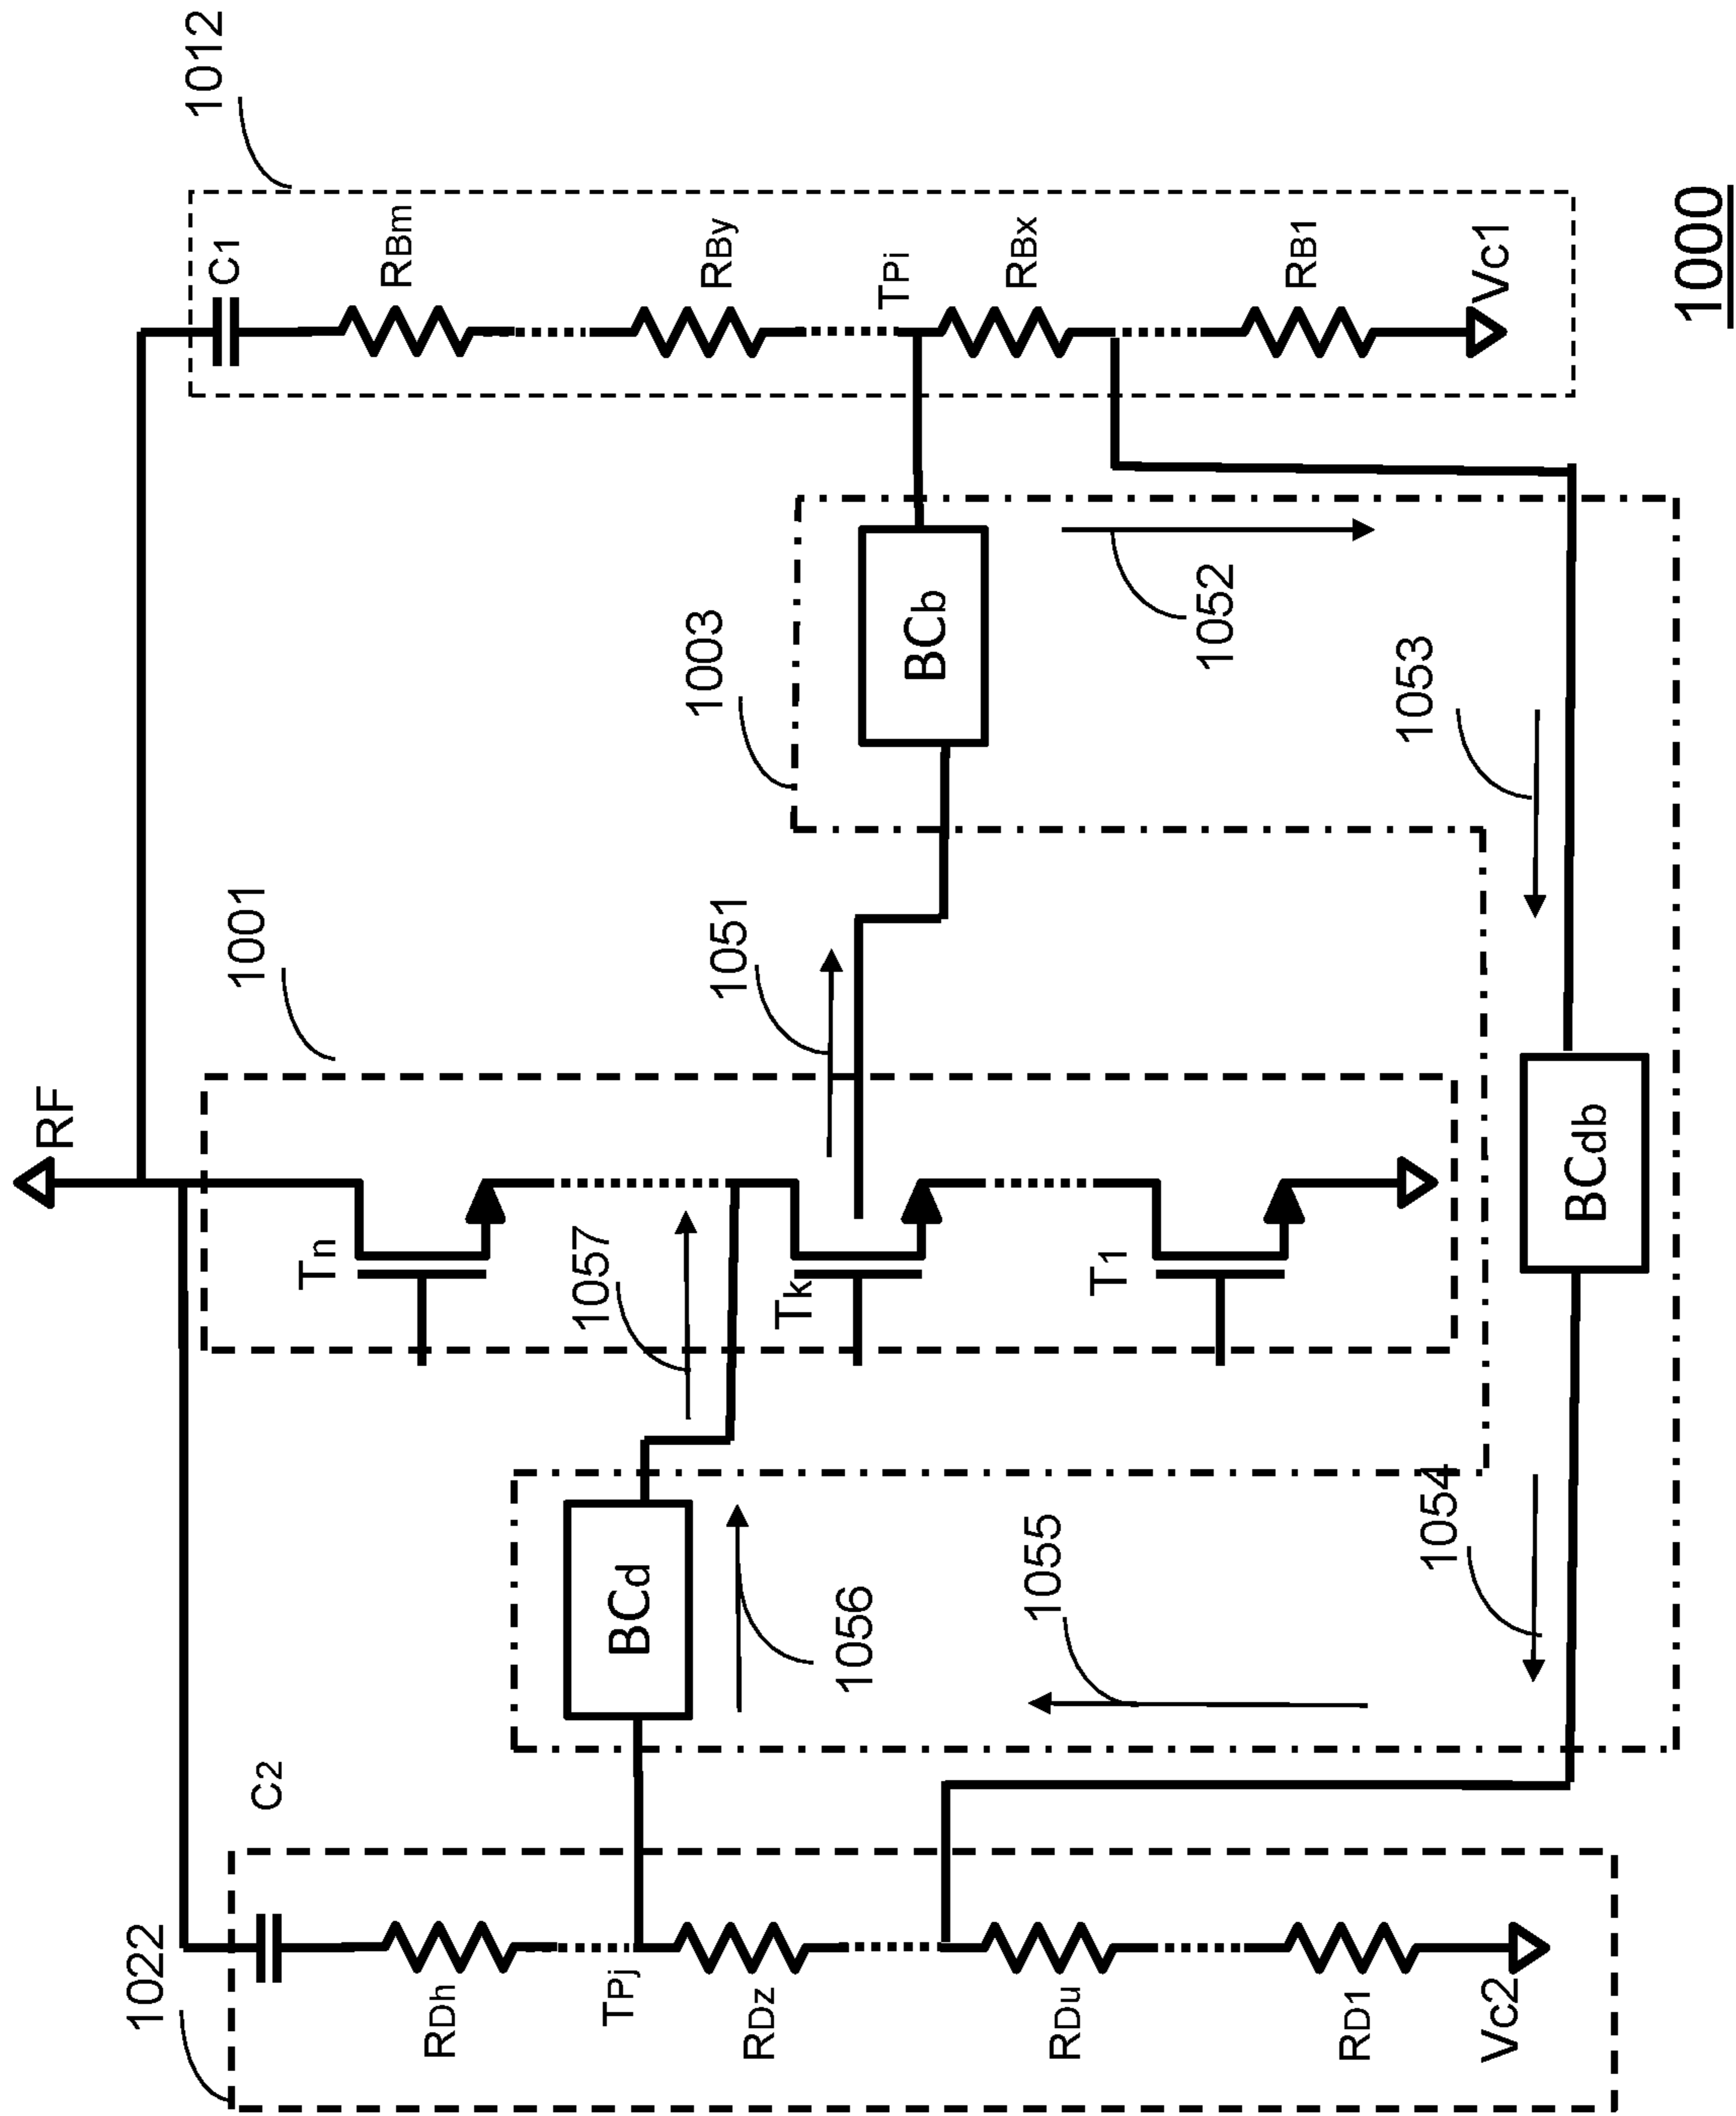 RF
1012
C1
RBm
RBy
TPi
RBx
RB1
Vc1
1001
Tn
Tk
T1
1003
BCb
1051
1052
1053
1057
BCd
1056
1055
1054
BCdb
1022
C2
RDh
TPj
RDz
RDu
RD1
Vc2
1000